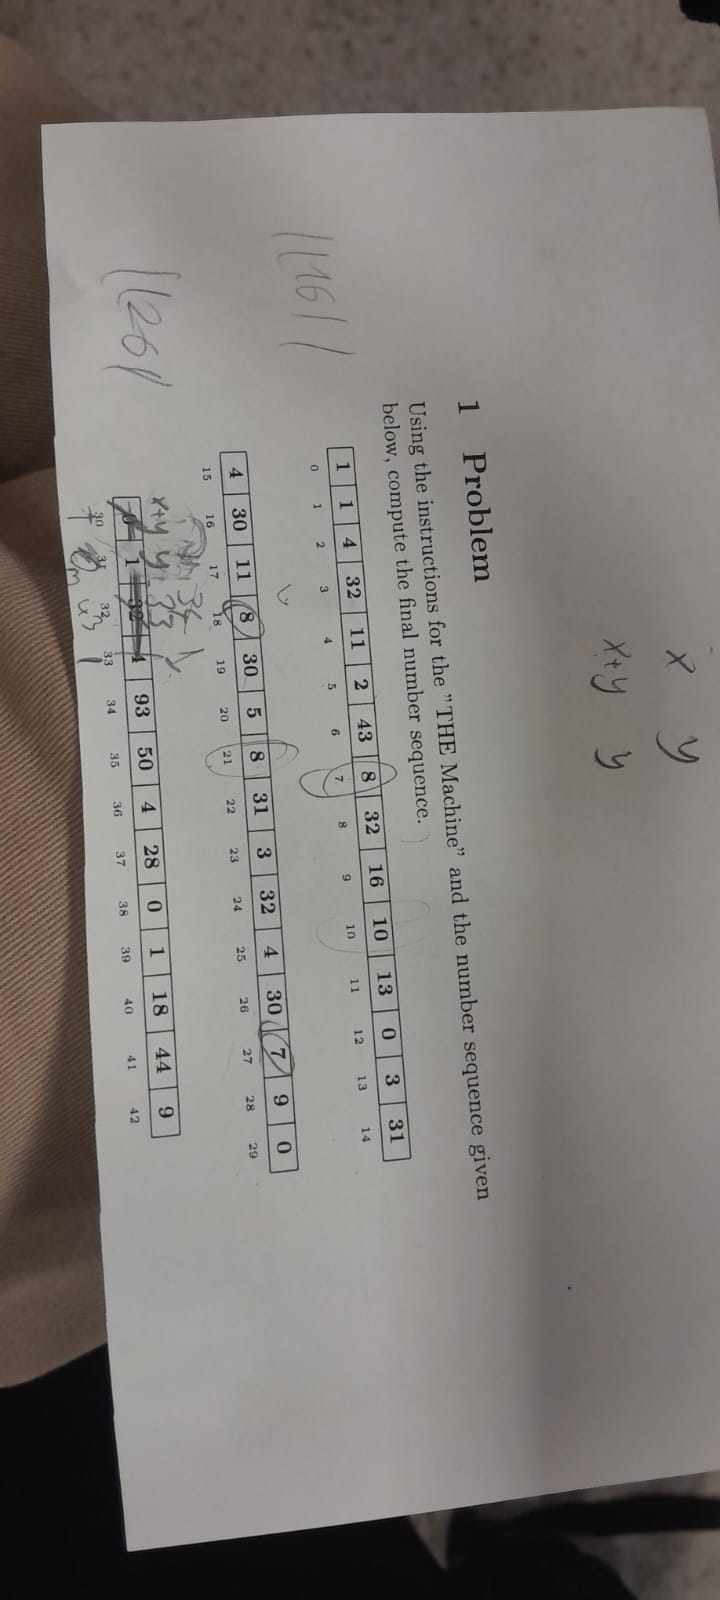 x y
x+y y
1 Problem
Using the instructions for the "THE Machine" and the number sequence given
below, compute the final number sequence.
1 1 4 32 11 2 43 8 32 16 10 13 0 3 31
0 1 2 3 4 5 6 7 8 9 10 11 12 13 14
4 30 11 8 30 5 8 31 3 32 4 30 7 9 0
15 16 17 18 19 20 21 22 23 24 25 26 27 28 29
34
x+y y 33
0 1 32 1 93 50 4 28 0 1 18 44 9
30 31 32 33 34 35 36 37 38 39 40 41 42